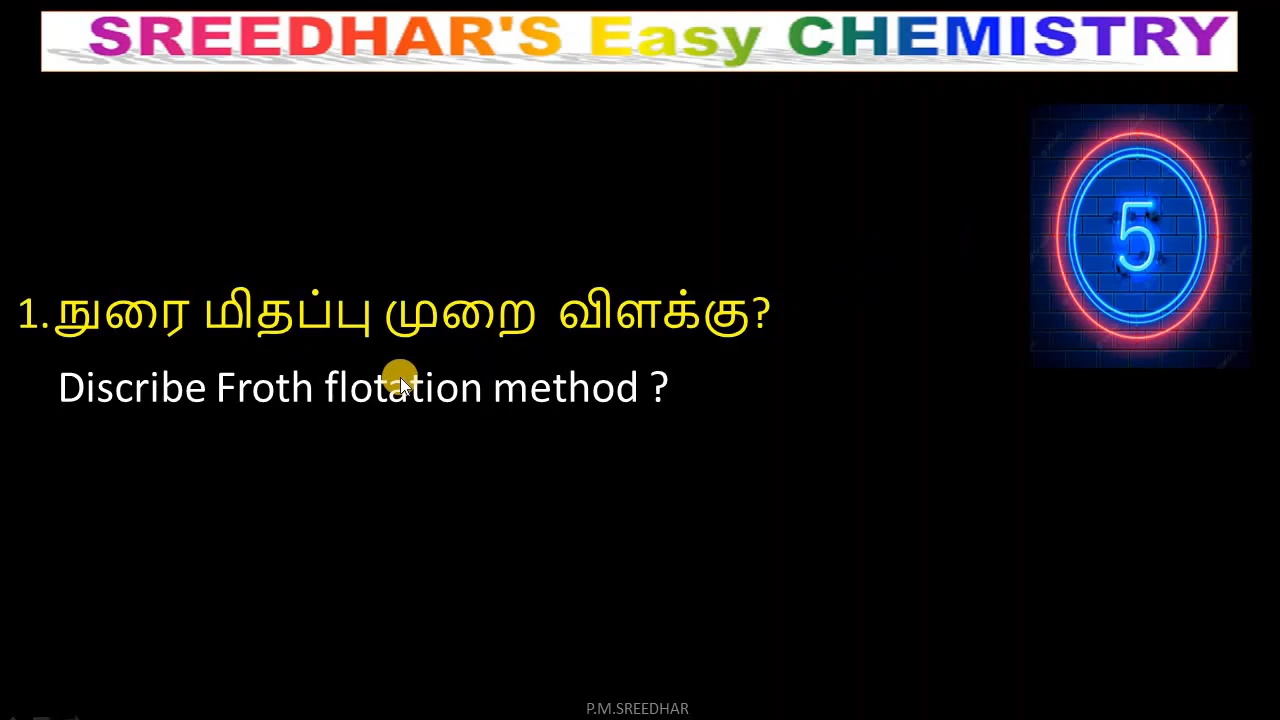 SREEDHAR'S Easy CHEMISTRY
5
1. நுரை மிதப்பு முறை விளக்கு?
Discribe Froth flotation method ?
P.M.SREEDHAR